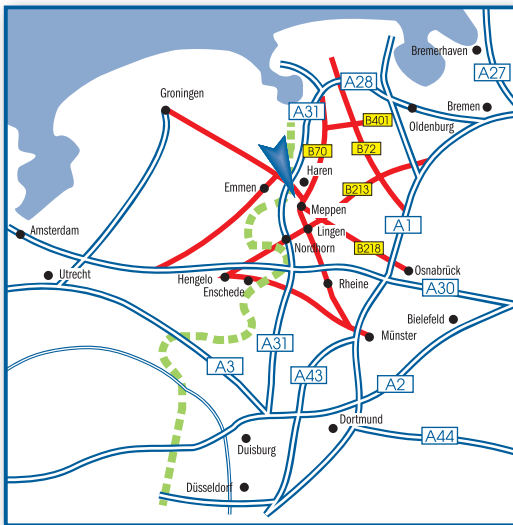 Bremerhaven
A27
A28
Groningen
A31
Bremen
B401
Oldenburg
B70
B72
Haren
Emmen
B213
Meppen
A1
Amsterdam
Lingen
Nordhorn
B218
Utrecht
Hengelo
Osnabrück
Enschede
Rheine
A30
Bielefeld
Münster
A31
A3
A43
A2
Dortmund
A44
Duisburg
Düsseldorf